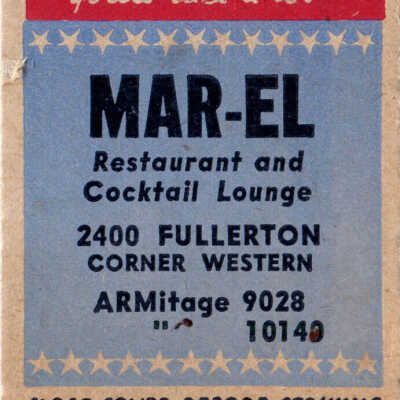 MAR-EL
Restaurant and
Cocktail Lounge
2400 FULLERTON
CORNER WESTERN
ARMitage 9028
" 10140